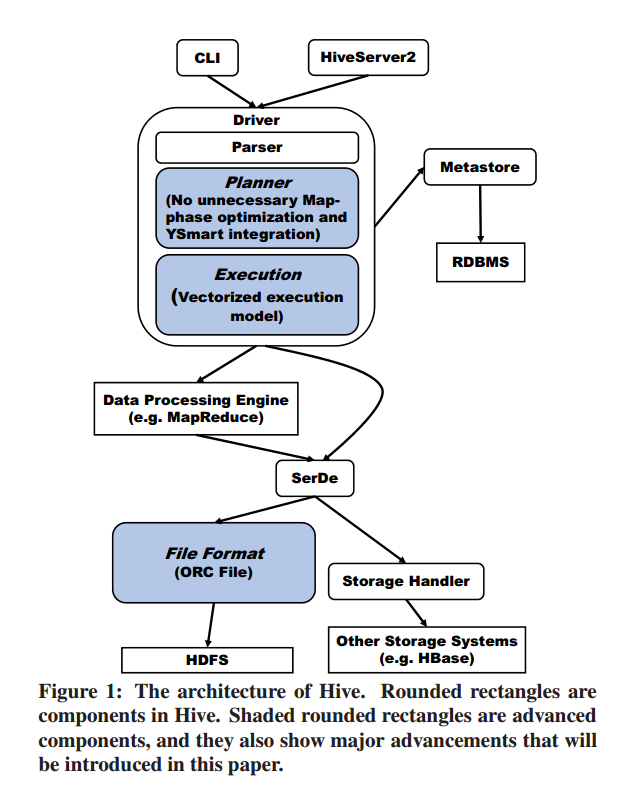 CLI
HiveServer2
Driver
Parser
Planner
(No unnecessary Map-
phase optimization and
YSmart integration)
Execution
(Vectorized execution
model)
Metastore
RDBMS
Data Processing Engine
(e.g. MapReduce)
SerDe
File Format
(ORC File)
Storage Handler
HDFS
Other Storage Systems
(e.g. HBase)
Figure 1: The architecture of Hive. Rounded rectangles are
components in Hive. Shaded rounded rectangles are advanced
components, and they also show major advancements that will
be introduced in this paper.